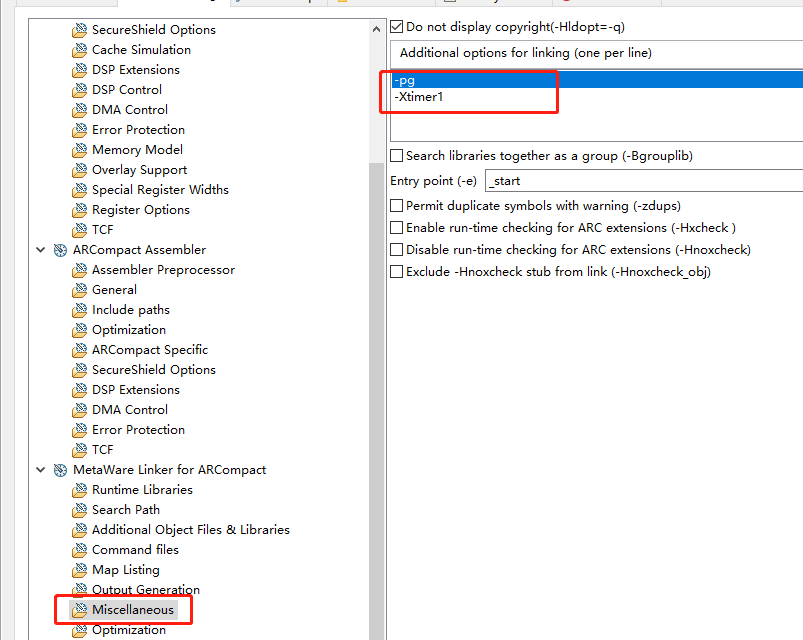 SecureShield Options
Cache Simulation
DSP Extensions
DSP Control
DMA Control
Error Protection
Memory Model
Overlay Support
Special Register Widths
Register Options
TCF
ARCompact Assembler
Assembler Preprocessor
General
Include paths
Optimization
ARCompact Specific
SecureShield Options
DSP Extensions
DMA Control
Error Protection
TCF
MetaWare Linker for ARCompact
Runtime Libraries
Search Path
Additional Object Files & Libraries
Command files
Map Listing
Output Generation
Miscellaneous
Optimization
Do not display copyright(-Hldopt=-q)
Additional options for linking (one per line)
-pg
-Xtimer1
Search libraries together as a group (-Bgrouplib)
Entry point (-e) _start
Permit duplicate symbols with warning (-zdups)
Enable run-time checking for ARC extensions (-Hxcheck )
Disable run-time checking for ARC extensions (-Hnoxcheck)
Exclude -Hnoxcheck stub from link (-Hnoxcheck_obj)